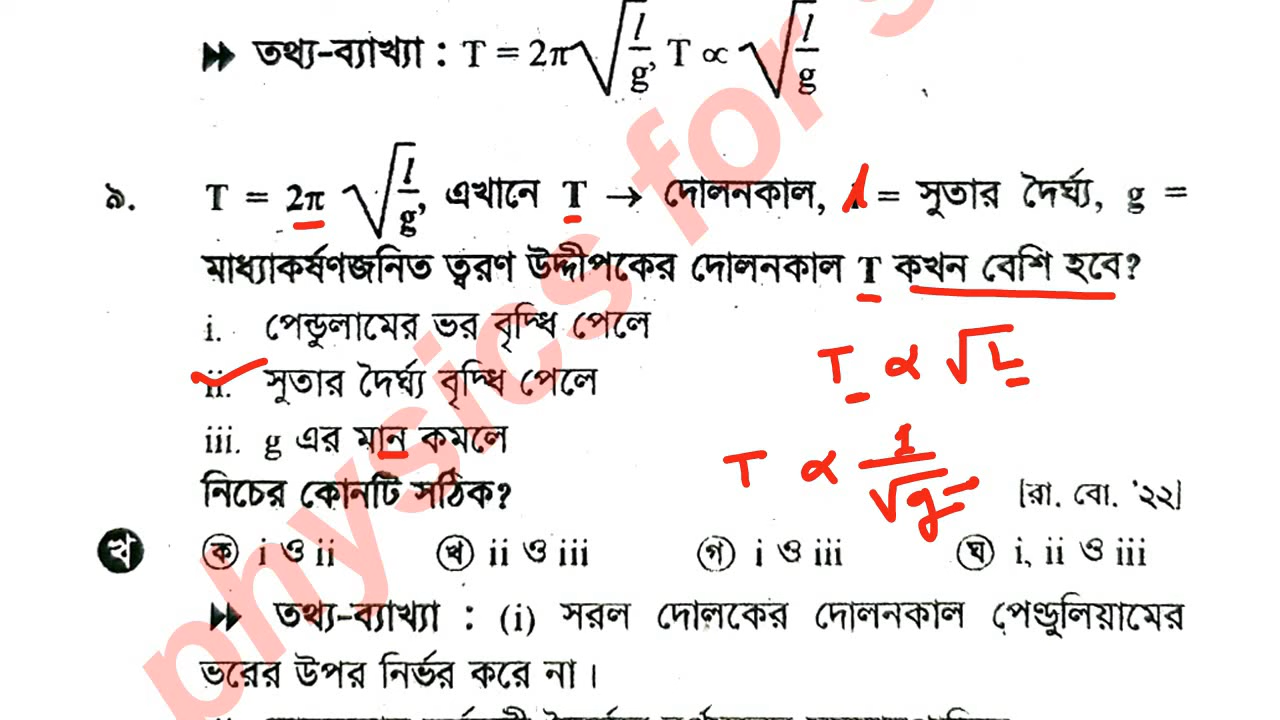 ▶▶ তথ্য-ব্যাখ্যা : T = 2π√(l/g), T ∝ √(l/g)
৯. T = 2π √(l/g), এখানে T → দোলনকাল, l = সুতার দৈর্ঘ্য, g =
মাধ্যাকর্ষণজনিত ত্বরণ উদ্দীপকের দোলনকাল T কখন বেশি হবে?
i. পেন্ডুলামের ভর বৃদ্ধি পেলে
ii. সুতার দৈর্ঘ্য বৃদ্ধি পেলে
T ∝ √L
iii. g এর মান কমলে
T ∝ 1/√g
নিচের কোনটি সঠিক? [রা. বো. '২২]
খ ক i ও ii খ ii ও iii গ i ও iii ঘ i, ii ও iii
▶▶ তথ্য-ব্যাখ্যা : (i) সরল দোলকের দোলনকাল পেণ্ডুলিয়ামের
ভরের উপর নির্ভর করে না।
physics for